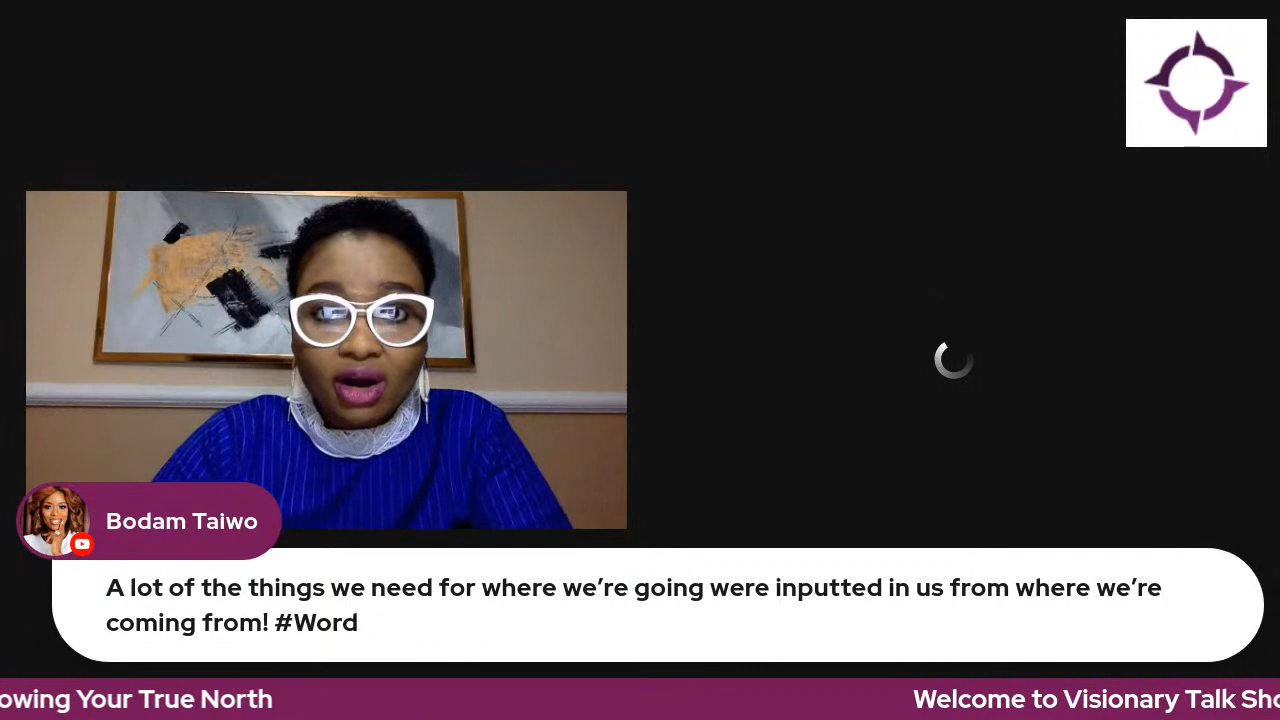 Bodam Taiwo
A lot of the things we need for where we’re going were inputted in us from where we’re
coming from! #Word
owing Your True North Welcome to Visionary Talk Sho